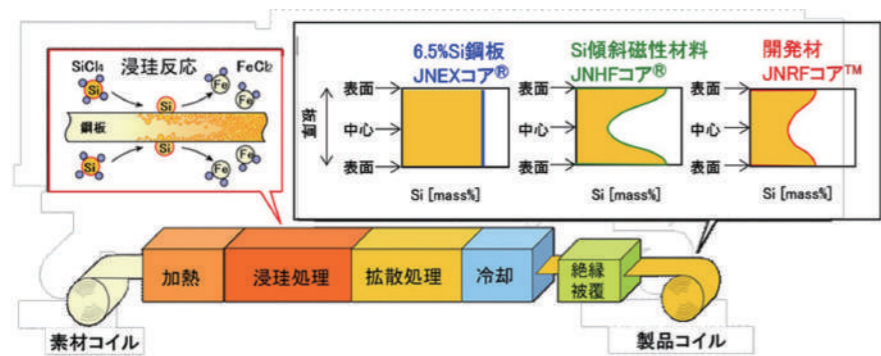 SiCl4 浸珪反応 FeCl2
Si
Fe
Fe
Si
鋼板
Si
Si
Fe
Fe
6.5%Si鋼板
JNEXコア®
表面
板厚
中心
表面
Si [mass%]
Si傾斜磁性材料
JNHFコア®
表面
中心
表面
Si [mass%]
開発材
JNRFコア™
表面
中心
表面
Si [mass%]
加熱
浸珪処理
拡散処理
冷却
絶縁
被覆
素材コイル
製品コイル